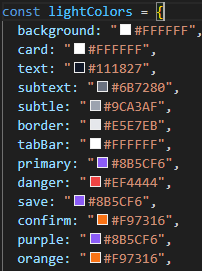 const lightColors = {
background: "#FFFFFF",
card: "#FFFFFF",
text: "#111827",
subtext: "#6B7280",
subtle: "#9CA3AF",
border: "#E5E7EB",
tabBar: "#FFFFFF",
primary: "#8B5CF6",
danger: "#EF4444",
save: "#8B5CF6",
confirm: "#F97316",
purple: "#8B5CF6",
orange: "#F97316",